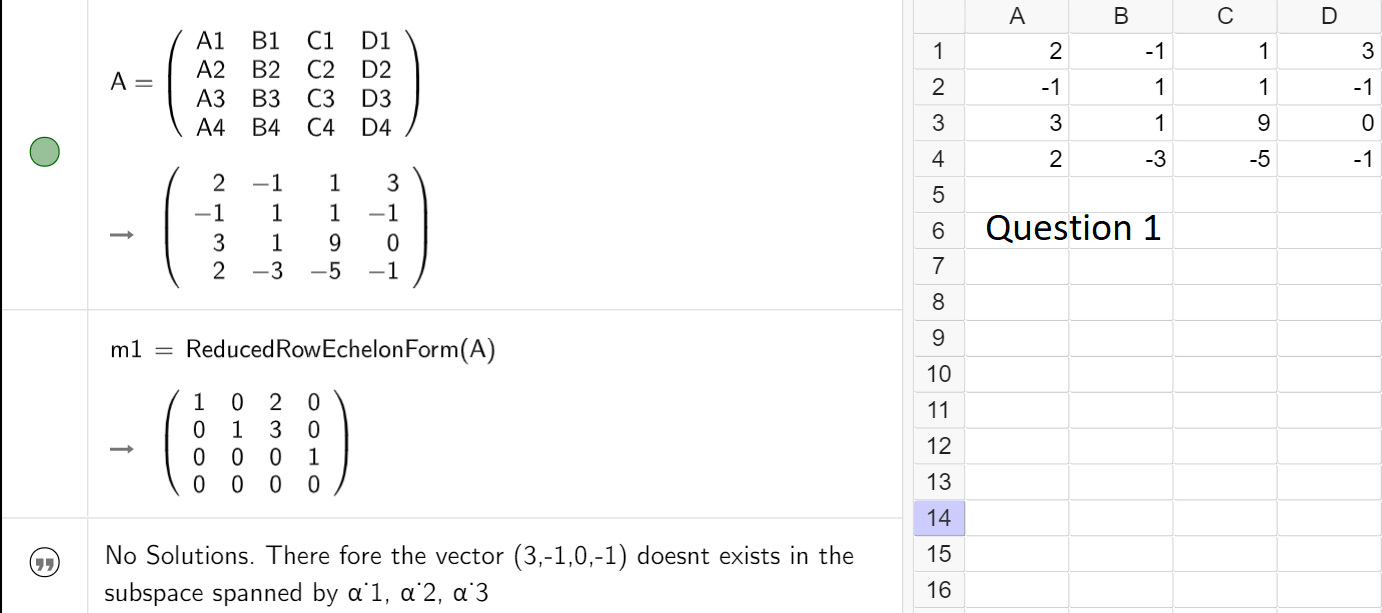 A = ( A1 B1 C1 D1
A2 B2 C2 D2
A3 B3 C3 D3
A4 B4 C4 D4 )
→ ( 2 −1 1 3
−1 1 1 −1
3 1 9 0
2 −3 −5 −1 )
m1 = ReducedRowEchelonForm(A)
→ ( 1 0 2 0
0 1 3 0
0 0 0 1
0 0 0 0 )
No Solutions. There fore the vector (3,-1,0,-1) doesnt exists in the
subspace spanned by α˙1, α˙2, α˙3
A B C D
1 2 -1 1 3
2 -1 1 1 -1
3 3 1 9 0
4 2 -3 -5 -1
5
6 Question 1
7
8
9
10
11
12
13
14
15
16